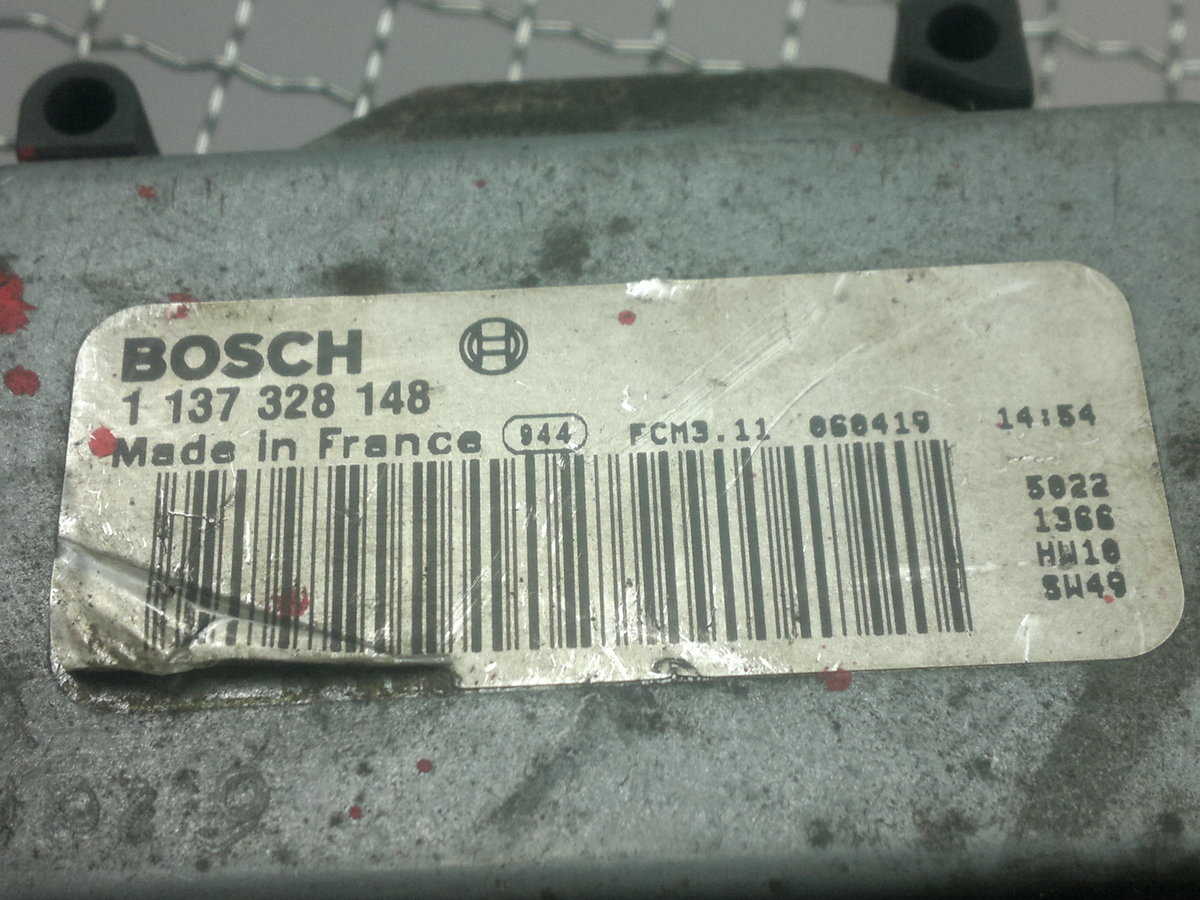 BOSCH
1 137 328 148
Made in France 944 FCM3.11 060419 14:54
5022
1366
HW10
SW49